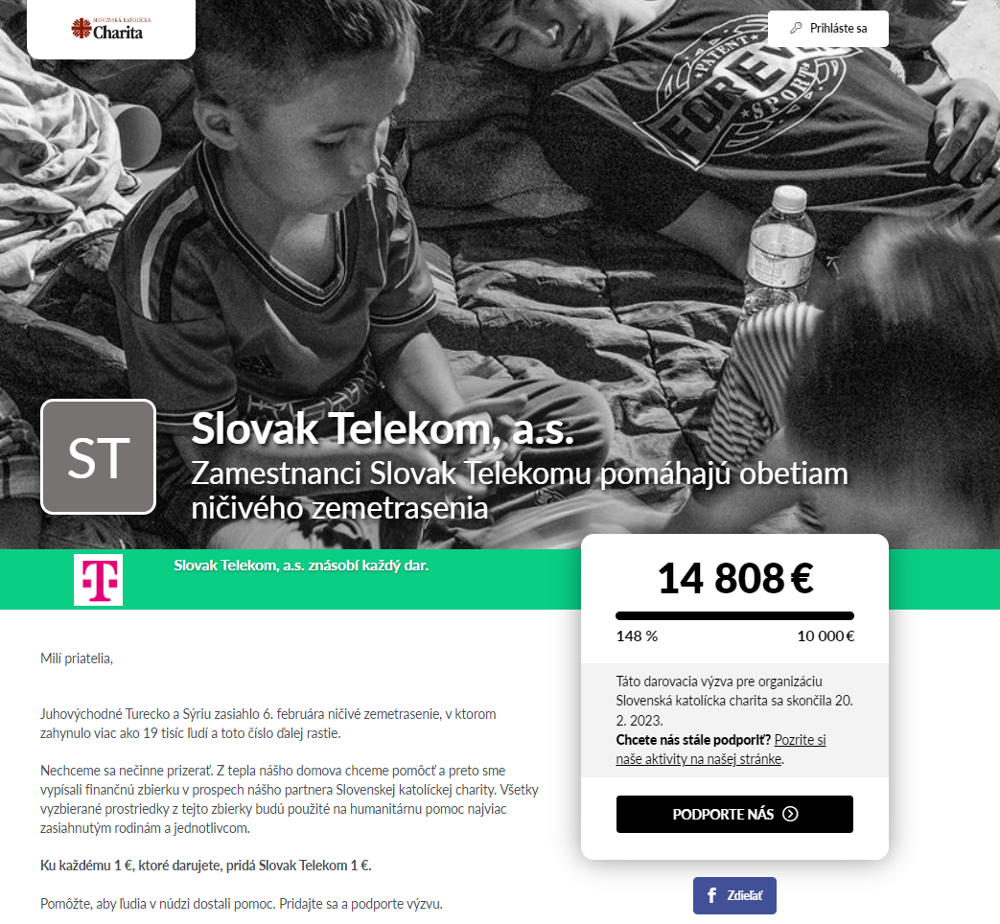 SLOVENSKÁ KATOLÍCKA
Charita
Prihláste sa
PATENT
FOREVER
SPORT
ST
Slovak Telekom, a.s.
Zamestnanci Slovak Telekomu pomáhajú obetiam
ničivého zemetrasenia
T
Slovak Telekom, a.s. znásobí každý dar.
14 808 €
148 %
10 000 €
Táto darovacia výzva pre organizáciu
Slovenská katolícka charita sa skončila 20.
2. 2023.
Chcete nás stále podporiť? Pozrite si
naše aktivity na našej stránke.
PODPORTE NÁS
Zdieľať
Milí priatelia,
Juhovýchodné Turecko a Sýriu zasiahlo 6. februára ničivé zemetrasenie, v ktorom
zahynulo viac ako 19 tisíc ľudí a toto číslo ďalej rastie.
Nechceme sa nečinne prizerať. Z tepla nášho domova chceme pomôcť a preto sme
vypísali finančnú zbierku v prospech nášho partnera Slovenskej katolíckej charity. Všetky
vyzbierané prostriedky z tejto zbierky budú použité na humanitárnu pomoc najviac
zasiahnutým rodinám a jednotlivcom.
Ku každému 1 €, ktoré darujete, pridá Slovak Telekom 1 €.
Pomôžte, aby ľudia v núdzi dostali pomoc. Pridajte sa a podporte výzvu.